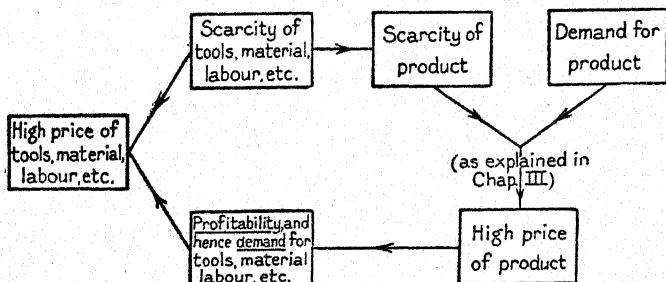 Scarcity of
tools, material,
labour, etc.
Scarcity of
product
Demand for
product
High price of
tools, material,
labour, etc.
(as explained in
Chap. III)
Profitability, and
hence demand for
tools, material
labour, etc.
High price
of product